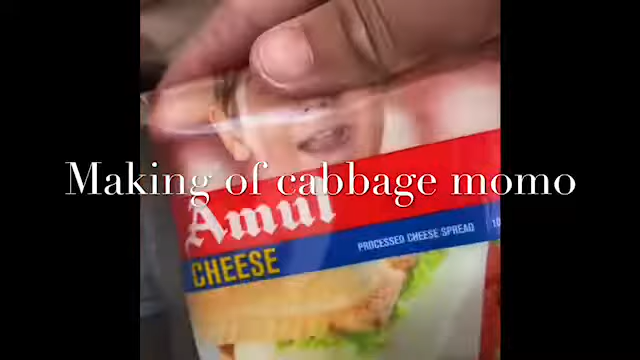 Making of cabbage momo
Amul
CHEESE
PROCESSED CHEESE SPREAD